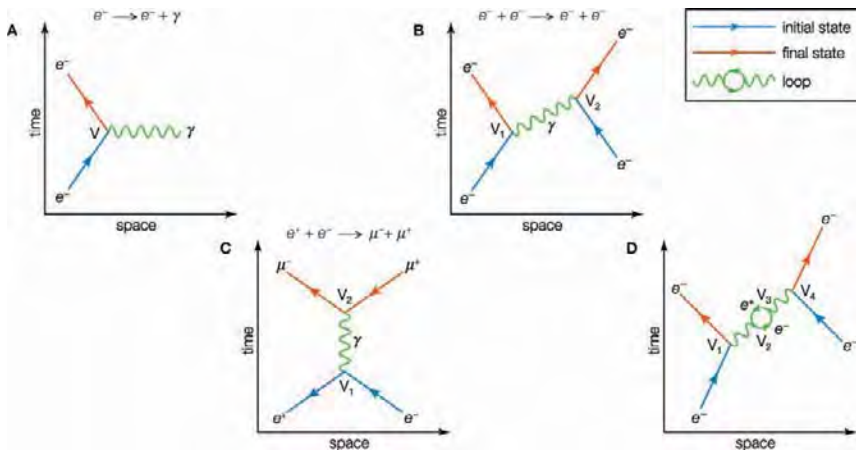 A
e⁻ → e⁻ + γ
time
e⁻
V
γ
e⁻
space
B
e⁻ + e⁻ → e⁻ + e⁻
time
e⁻
e⁻
V₁
γ
V₂
e⁻
e⁻
space
initial state
final state
loop
C
e⁺ + e⁻ → μ⁻ + μ⁺
time
μ⁻
μ⁺
V₂
γ
V₁
e⁺
e⁻
space
D
time
e⁻
e⁻
e⁺
V₃
V₄
V₁
V₂
e⁻
e⁻
e⁻
space